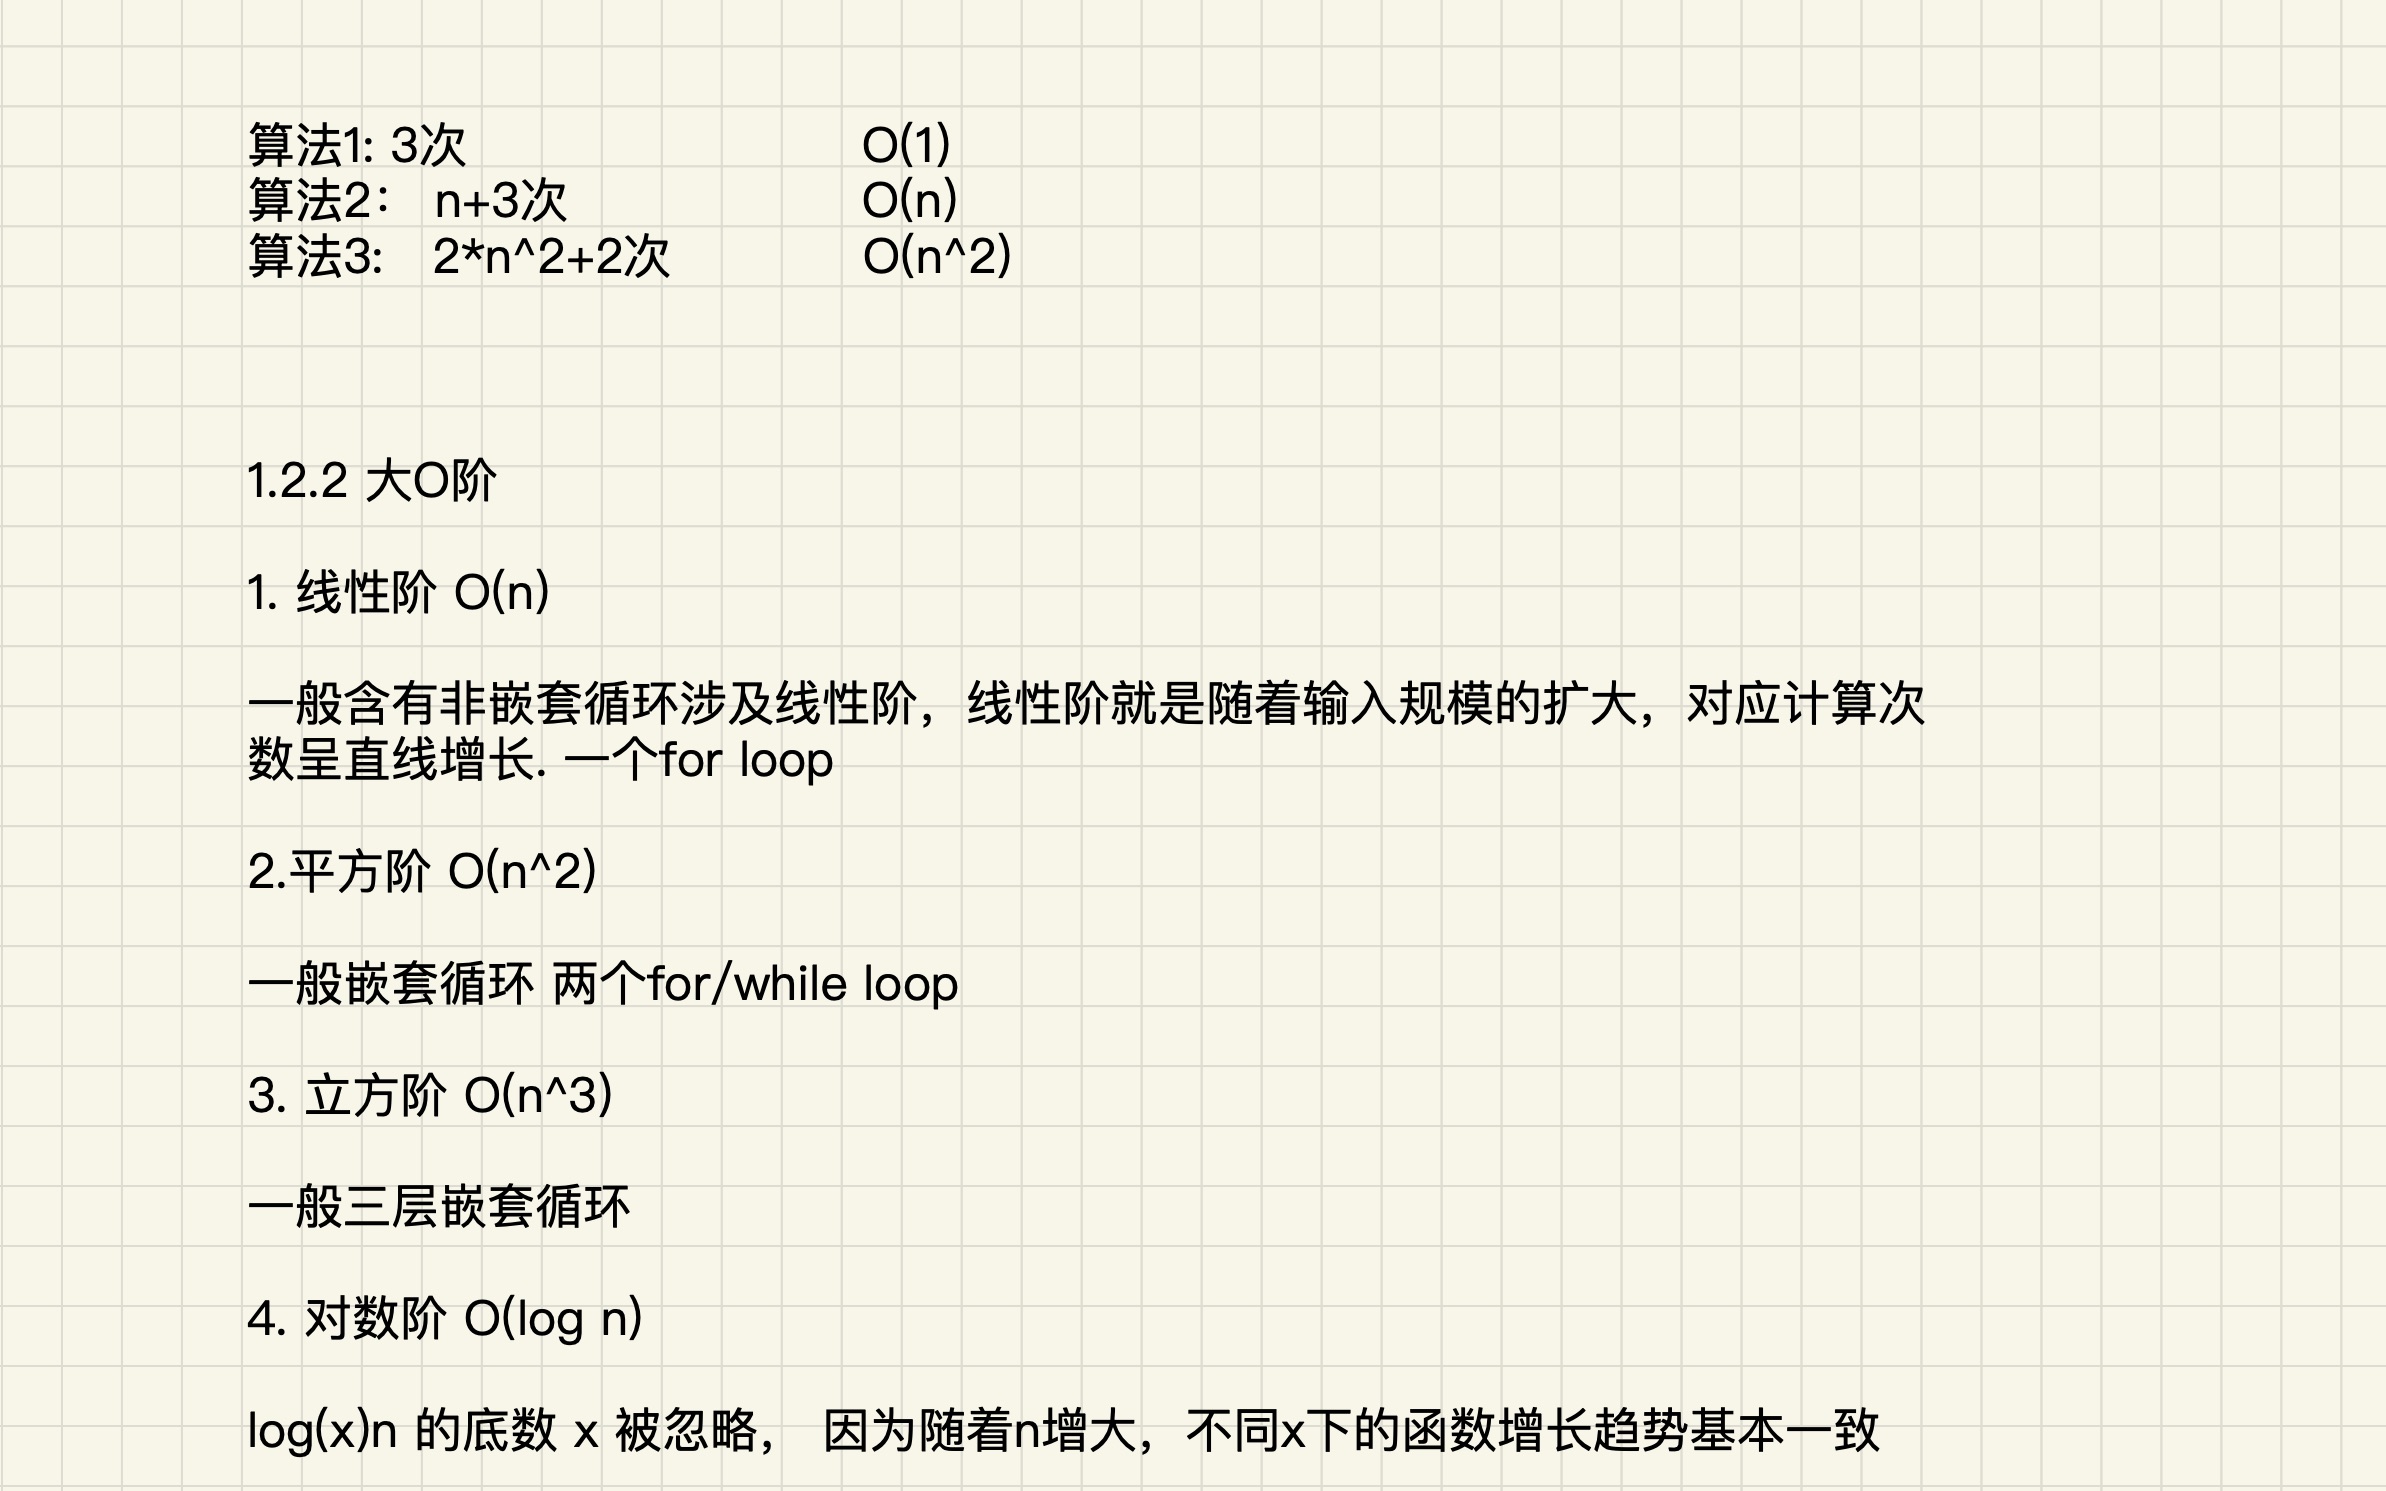 算法1: 3次 O(1)
算法2： n+3次 O(n)
算法3: 2*n^2+2次 O(n^2)
1.2.2 大O阶
1. 线性阶 O(n)
一般含有非嵌套循环涉及线性阶，线性阶就是随着输入规模的扩大，对应计算次
数呈直线增长. 一个for loop
2.平方阶 O(n^2)
一般嵌套循环 两个for/while loop
3. 立方阶 O(n^3)
一般三层嵌套循环
4. 对数阶 O(log n)
log(x)n 的底数 x 被忽略， 因为随着n增大，不同x下的函数增长趋势基本一致